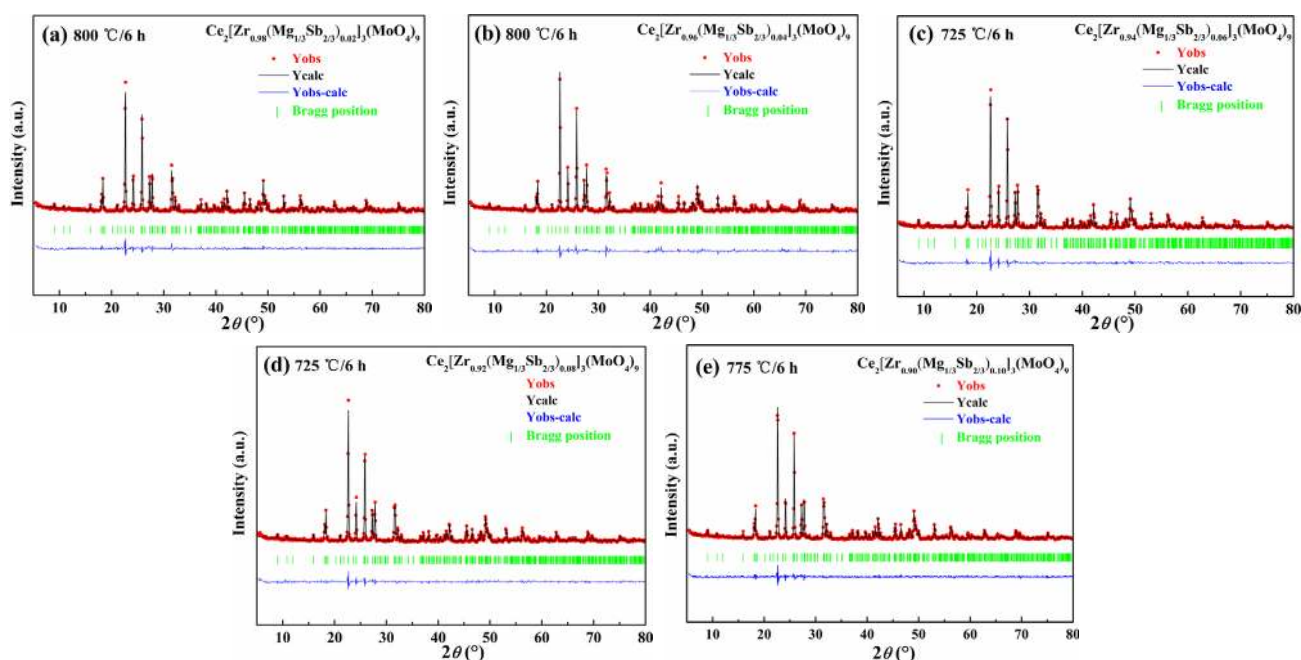 (a) 800 ℃/6 h Ce₂[Zr₀.₉₈(Mg₁/₃Sb₂/₃)₀.₀₂]₃(MoO₄)₉
Yobs
Ycalc
Yobs-calc
Bragg position
Intensity (a.u.)
10 20 30 40 50 60 70 80
2θ (°)
(b) 800 ℃/6 h Ce₂[Zr₀.₉₆(Mg₁/₃Sb₂/₃)₀.₀₄]₃(MoO₄)₉
Yobs
Ycalc
Yobs-calc
Bragg position
Intensity (a.u.)
10 20 30 40 50 60 70 80
2θ (°)
(c) 725 ℃/6 h Ce₂[Zr₀.₉₄(Mg₁/₃Sb₂/₃)₀.₀₆]₃(MoO₄)₉
Yobs
Ycalc
Yobs-calc
Bragg position
Intensity (a.u.)
10 20 30 40 50 60 70 80
2θ (°)
(d) 725 ℃/6 h Ce₂[Zr₀.₉₂(Mg₁/₃Sb₂/₃)₀.₀₈]₃(MoO₄)₉
Yobs
Ycalc
Yobs-calc
Bragg position
Intensity (a.u.)
10 20 30 40 50 60 70 80
2θ (°)
(e) 775 ℃/6 h Ce₂[Zr₀.₉₀(Mg₁/₃Sb₂/₃)₀.₁₀]₃(MoO₄)₉
Yobs
Ycalc
Yobs-calc
Bragg position
Intensity (a.u.)
10 20 30 40 50 60 70 80
2θ (°)